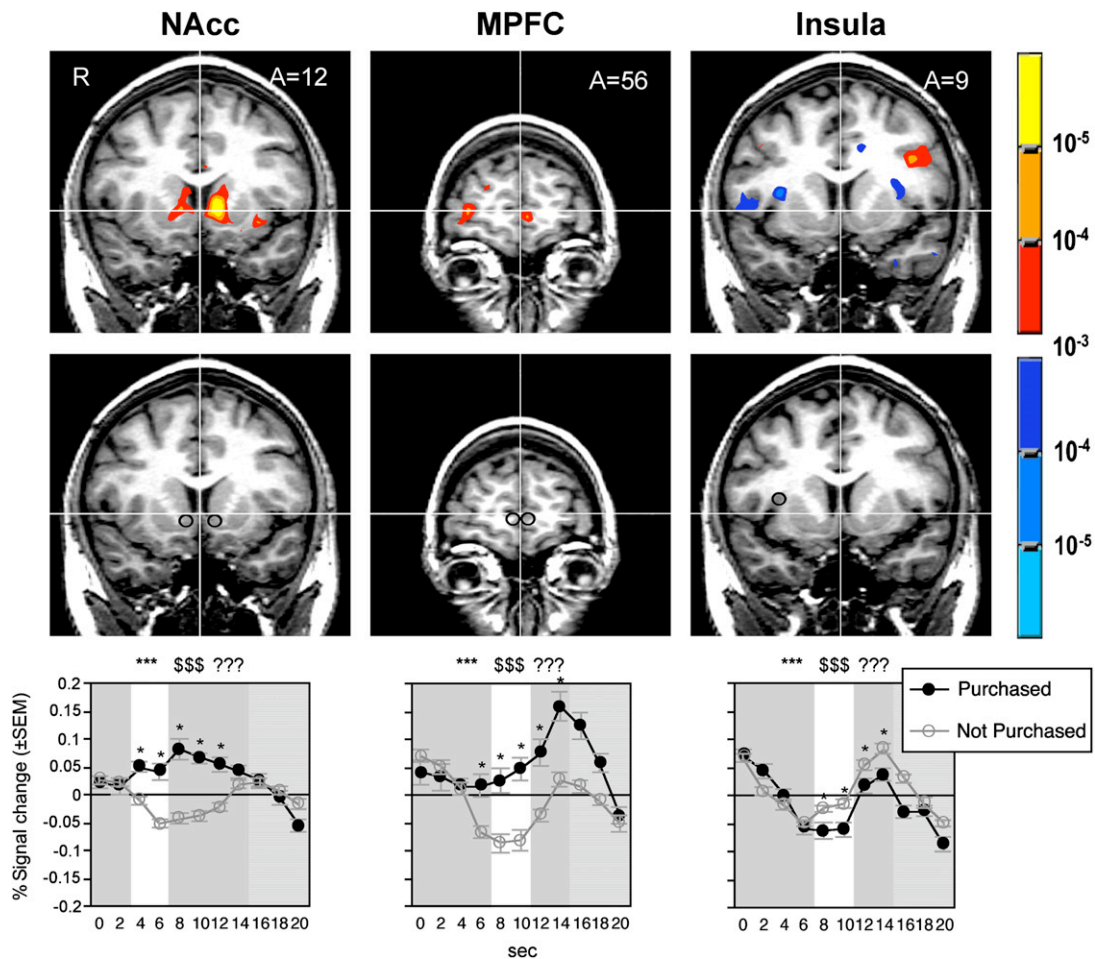 NAcc MPFC Insula
R A=12 A=56 A=9
10-5
10-4
10-3
10-4
10-5
*** $$$ ??? *** $$$ ??? *** $$$ ???
Purchased
Not Purchased
% Signal change (±SEM)
0.2
0.15
0.1
0.05
0
-0.05
-0.1
-0.15
-0.2
* * * * *
* * * * *
* * * *
0 2 4 6 8 10 12 14 16 18 20
0 2 4 6 8 10 12 14 16 18 20
0 2 4 6 8 10 12 14 16 18 20
sec